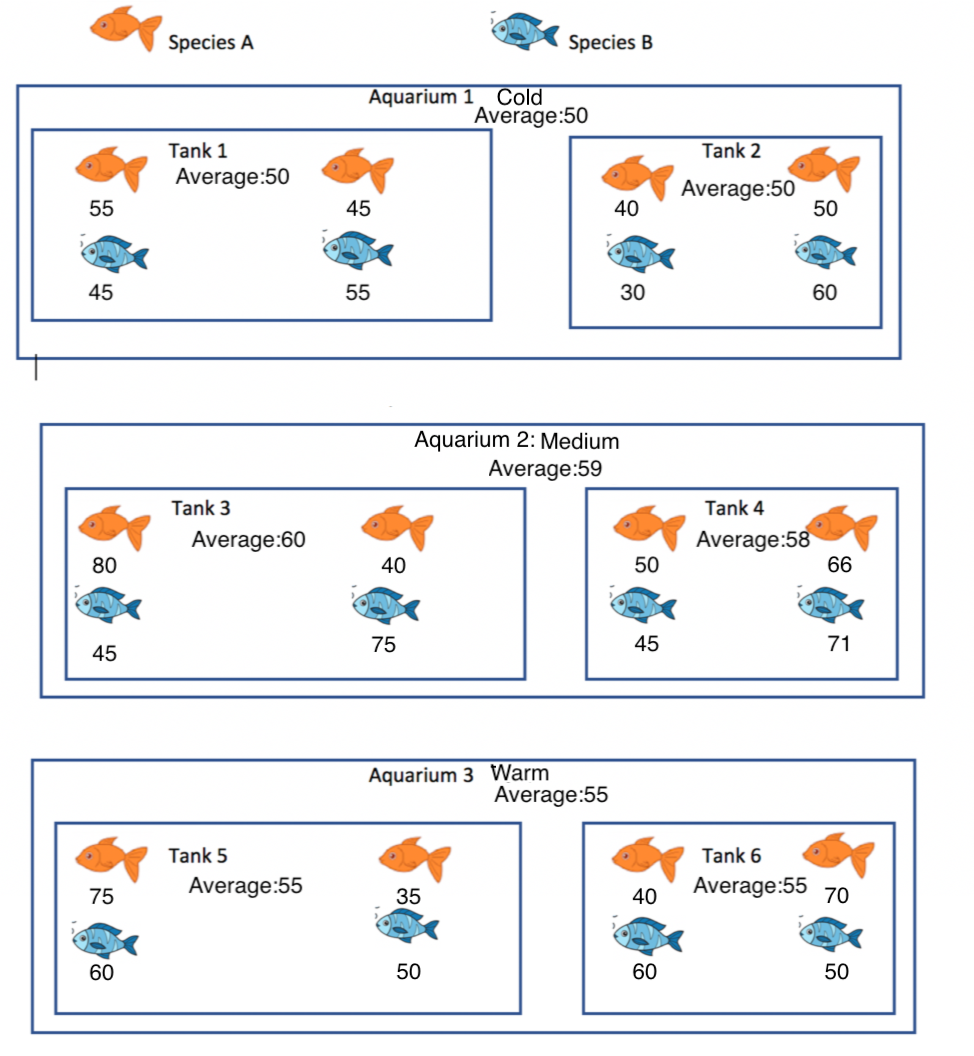 Species A Species B
Aquarium 1 Cold
Average:50
Tank 1 Tank 2
Average:50 Average:50
55 45 40 50
45 55 30 60
Aquarium 2: Medium
Average:59
Tank 3 Tank 4
Average:60 Average:58
80 40 50 66
45 75 45 71
Aquarium 3 Warm
Average:55
Tank 5 Tank 6
Average:55 Average:55
75 35 40 70
60 50 60 50